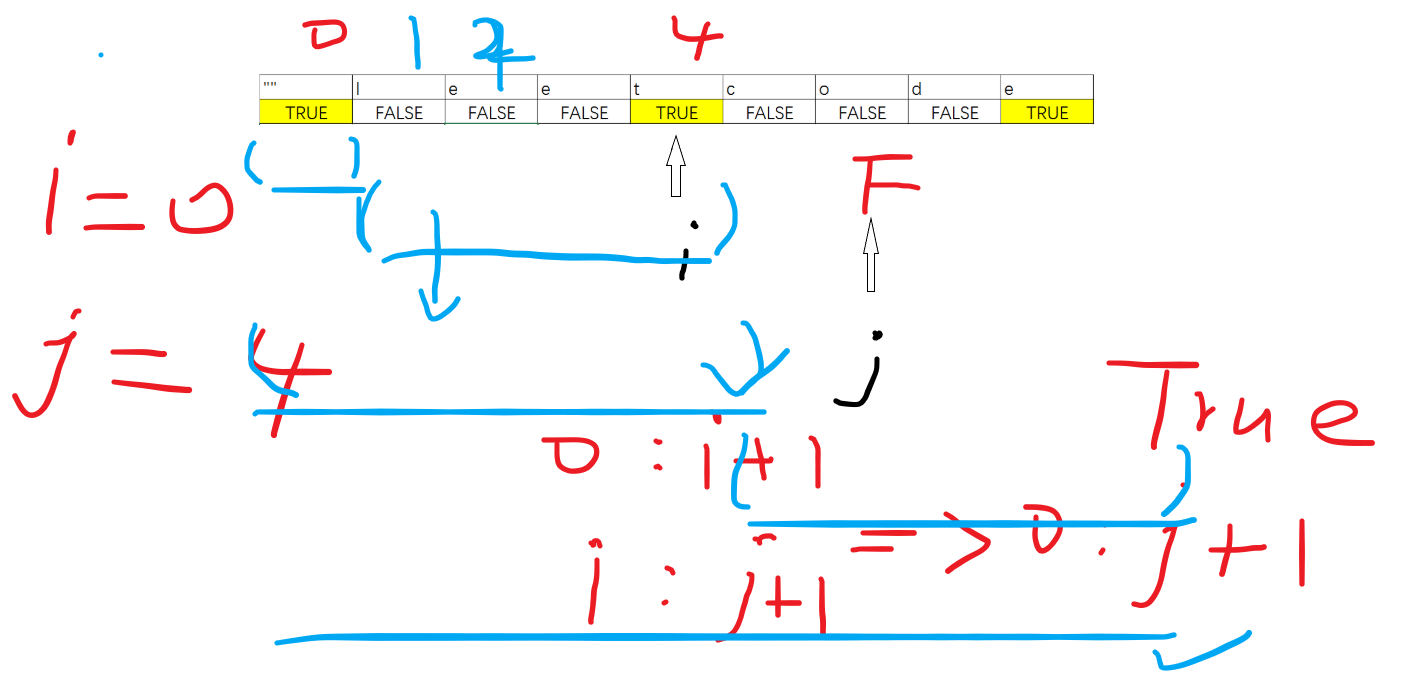 0 1 2 4
"" l e e t c o d e
TRUE FALSE FALSE FALSE TRUE FALSE FALSE FALSE TRUE
i = 0
F
i
j = 4
j
True
0 : i+1
i : j+1 => 0 : j+1